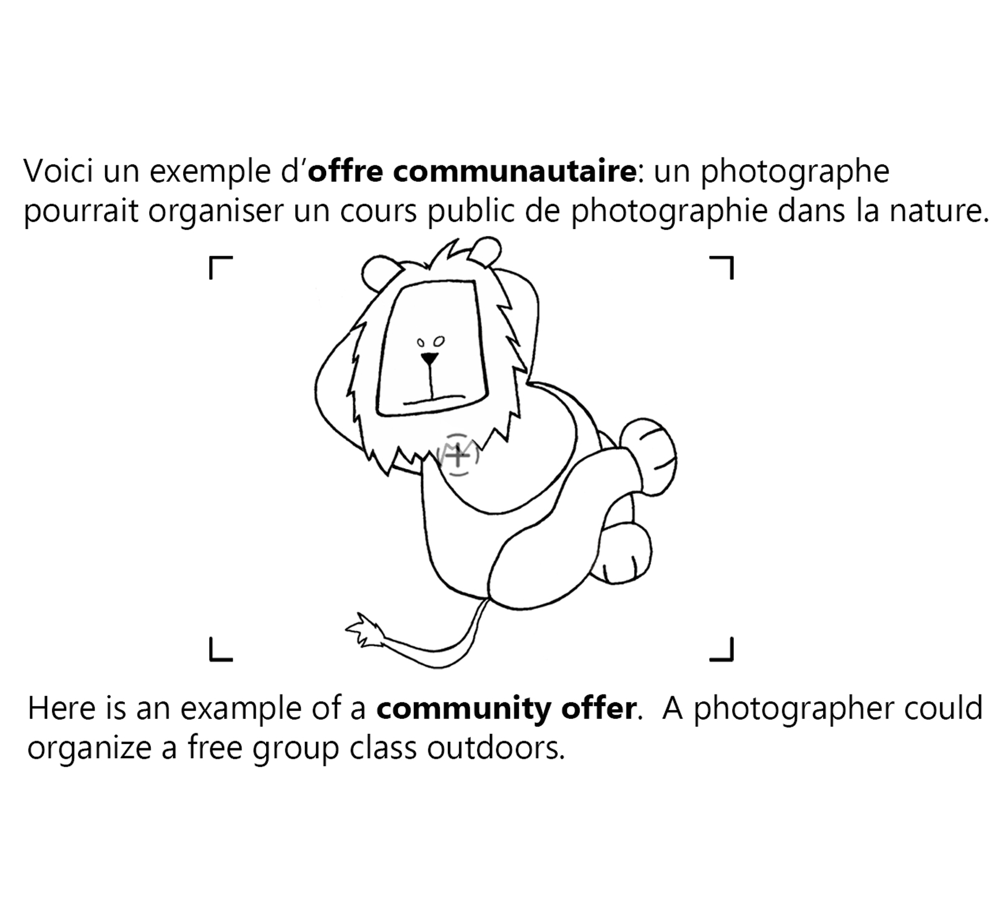 Voici un exemple d’offre communautaire: un photographe
pourrait organiser un cours public de photographie dans la nature.
Here is an example of a community offer.  A photographer could
organize a free group class outdoors.